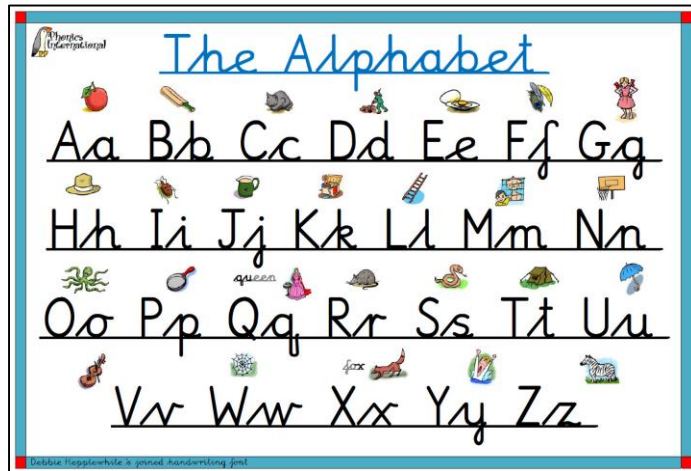 Phonics
International
The Alphabet
Aa Bb Cc Dd Ee Ff Gg
Hh Ii Jj Kk Ll Mm Nn
queen
Oo Pp Qq Rr Ss Tt Uu
fox
Vv Ww Xx Yy Zz
Debbie Hepplewhite's joined handwriting font